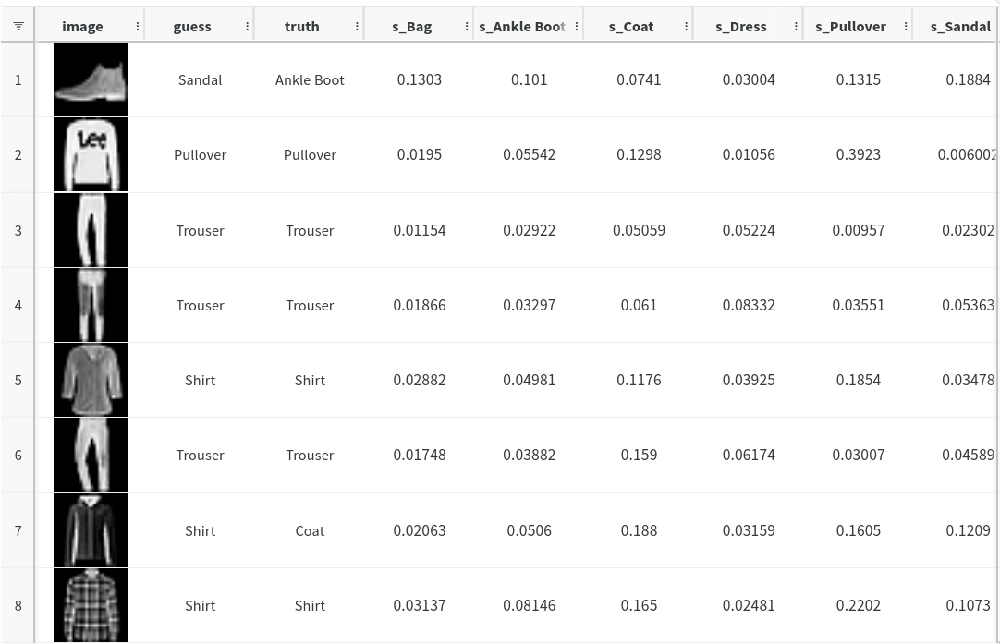 image guess truth s_Bag s_Ankle Boot s_Coat s_Dress s_Pullover s_Sandal
1 Sandal Ankle Boot 0.1303 0.101 0.0741 0.03004 0.1315 0.1884
Lee
2 Pullover Pullover 0.0195 0.05542 0.1298 0.01056 0.3923 0.006002
3 Trouser Trouser 0.01154 0.02922 0.05059 0.05224 0.00957 0.02302
4 Trouser Trouser 0.01866 0.03297 0.061 0.08332 0.03551 0.05363
5 Shirt Shirt 0.02882 0.04981 0.1176 0.03925 0.1854 0.03478
6 Trouser Trouser 0.01748 0.03882 0.159 0.06174 0.03007 0.04589
7 Shirt Coat 0.02063 0.0506 0.188 0.03159 0.1605 0.1209
8 Shirt Shirt 0.03137 0.08146 0.165 0.02481 0.2202 0.1073